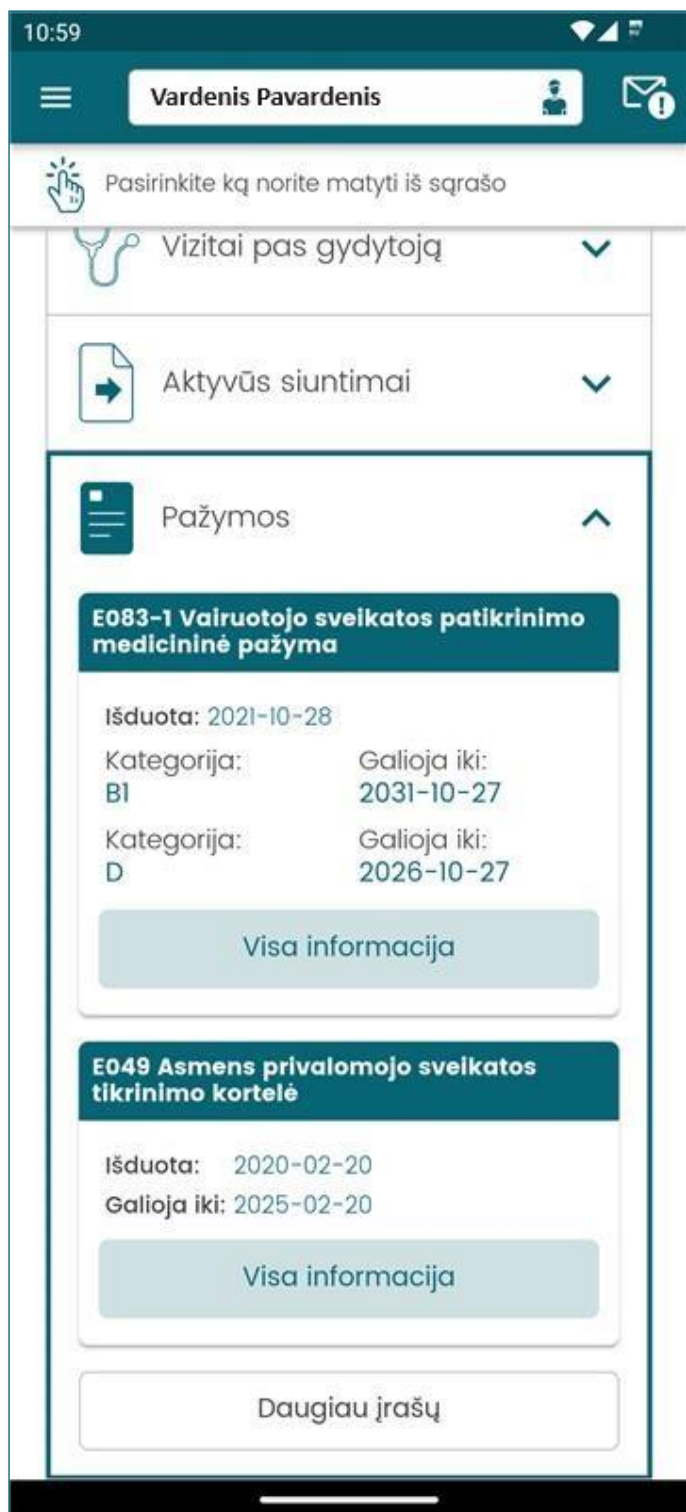 10:59
Vardenis Pavardenis
Pasirinkite ką norite matyti iš sąrašo
Vizitai pas gydytoją
Aktyvūs siuntimai
Pažymos
E083-1 Vairuotojo sveikatos patikrinimo
medicininė pažyma
Išduota: 2021-10-28
Kategorija: Galioja iki:
B1 2031-10-27
Kategorija: Galioja iki:
D 2026-10-27
Visa informacija
E049 Asmens privalomojo sveikatos
tikrinimo kortelė
Išduota: 2020-02-20
Galioja iki: 2025-02-20
Visa informacija
Daugiau įrašų